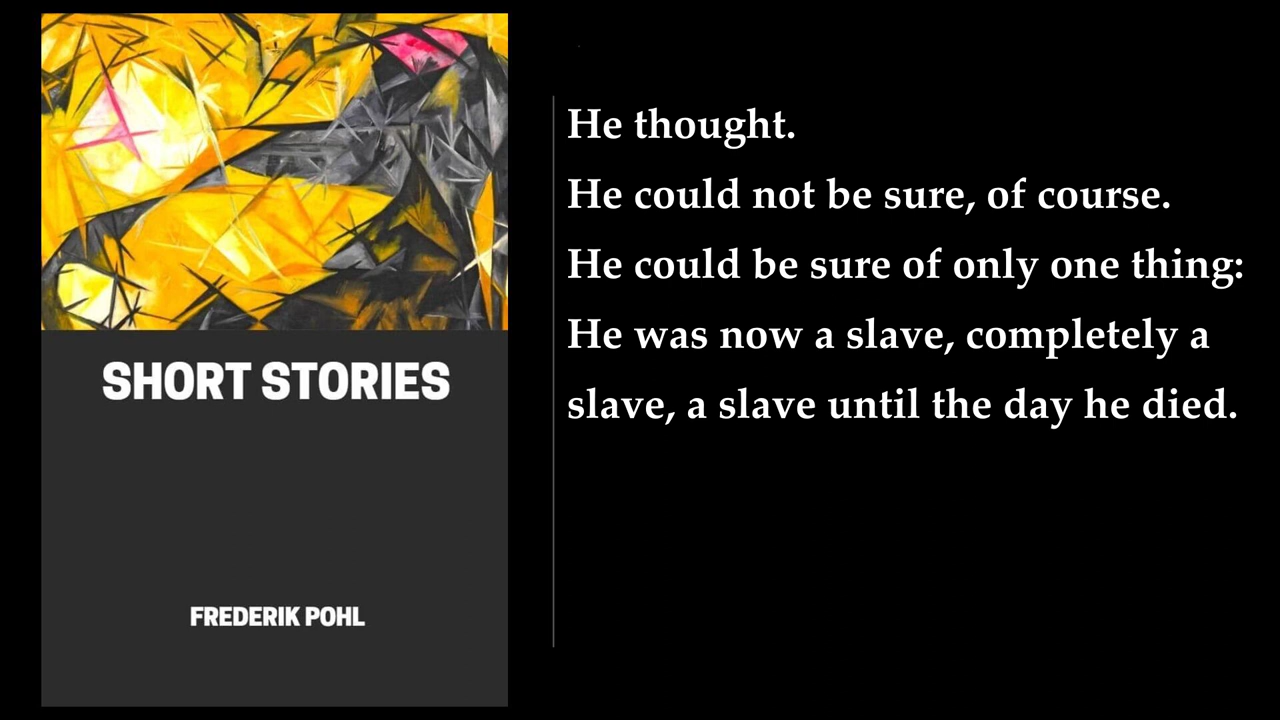 SHORT STORIES
FREDERIK POHL
He thought.
He could not be sure, of course.
He could be sure of only one thing:
He was now a slave, completely a
slave, a slave until the day he died.